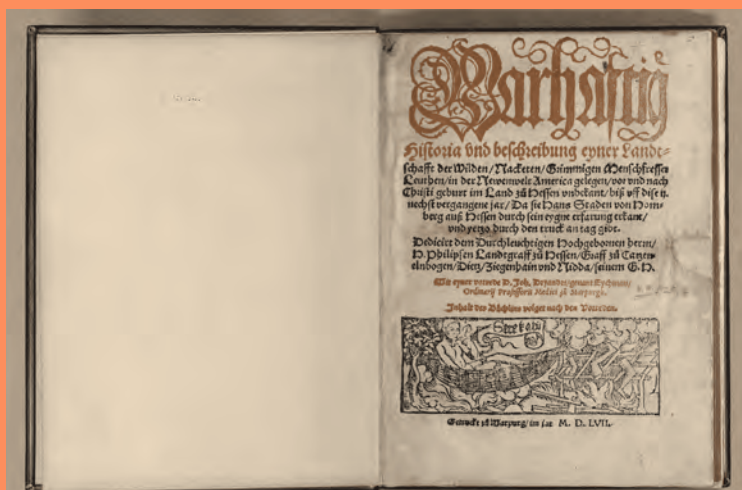 Warhaftig
Historia vnd beschreibung eyner Landt-
schafft der Wilden/Nacketen/Grimmigen Menschfresser
Leuthen/in der Newenwelt America gelegen/vor vnd nach
Christi geburt im Land zů Hessen vnbekant/biß vff dise ij.
nechst vergangene jar/Da sie Hans Staden von Hom-
berg auß Hessen durch sein eygne erfarung erkant/
vnd yetzo durch den truck an tag gibt.
Dedicirt dem Durchleuchtigen Hochgebornen herrn/
H. Philipsen Landtgraff zů Hessen/Graff zů Catzen-
elnbogen/Dietz/Ziegenhain vnd Nidda/seinem G. H.
Mit eyner vorrede D. Joh. Dryandri/genant Eychman/
Ordinarij Professoris Medici zů Marpurgk.
Inhalt des Büchlins volget nach den Vorreden.
Getruckt zů Marpurg/im jar M. D. LVII.